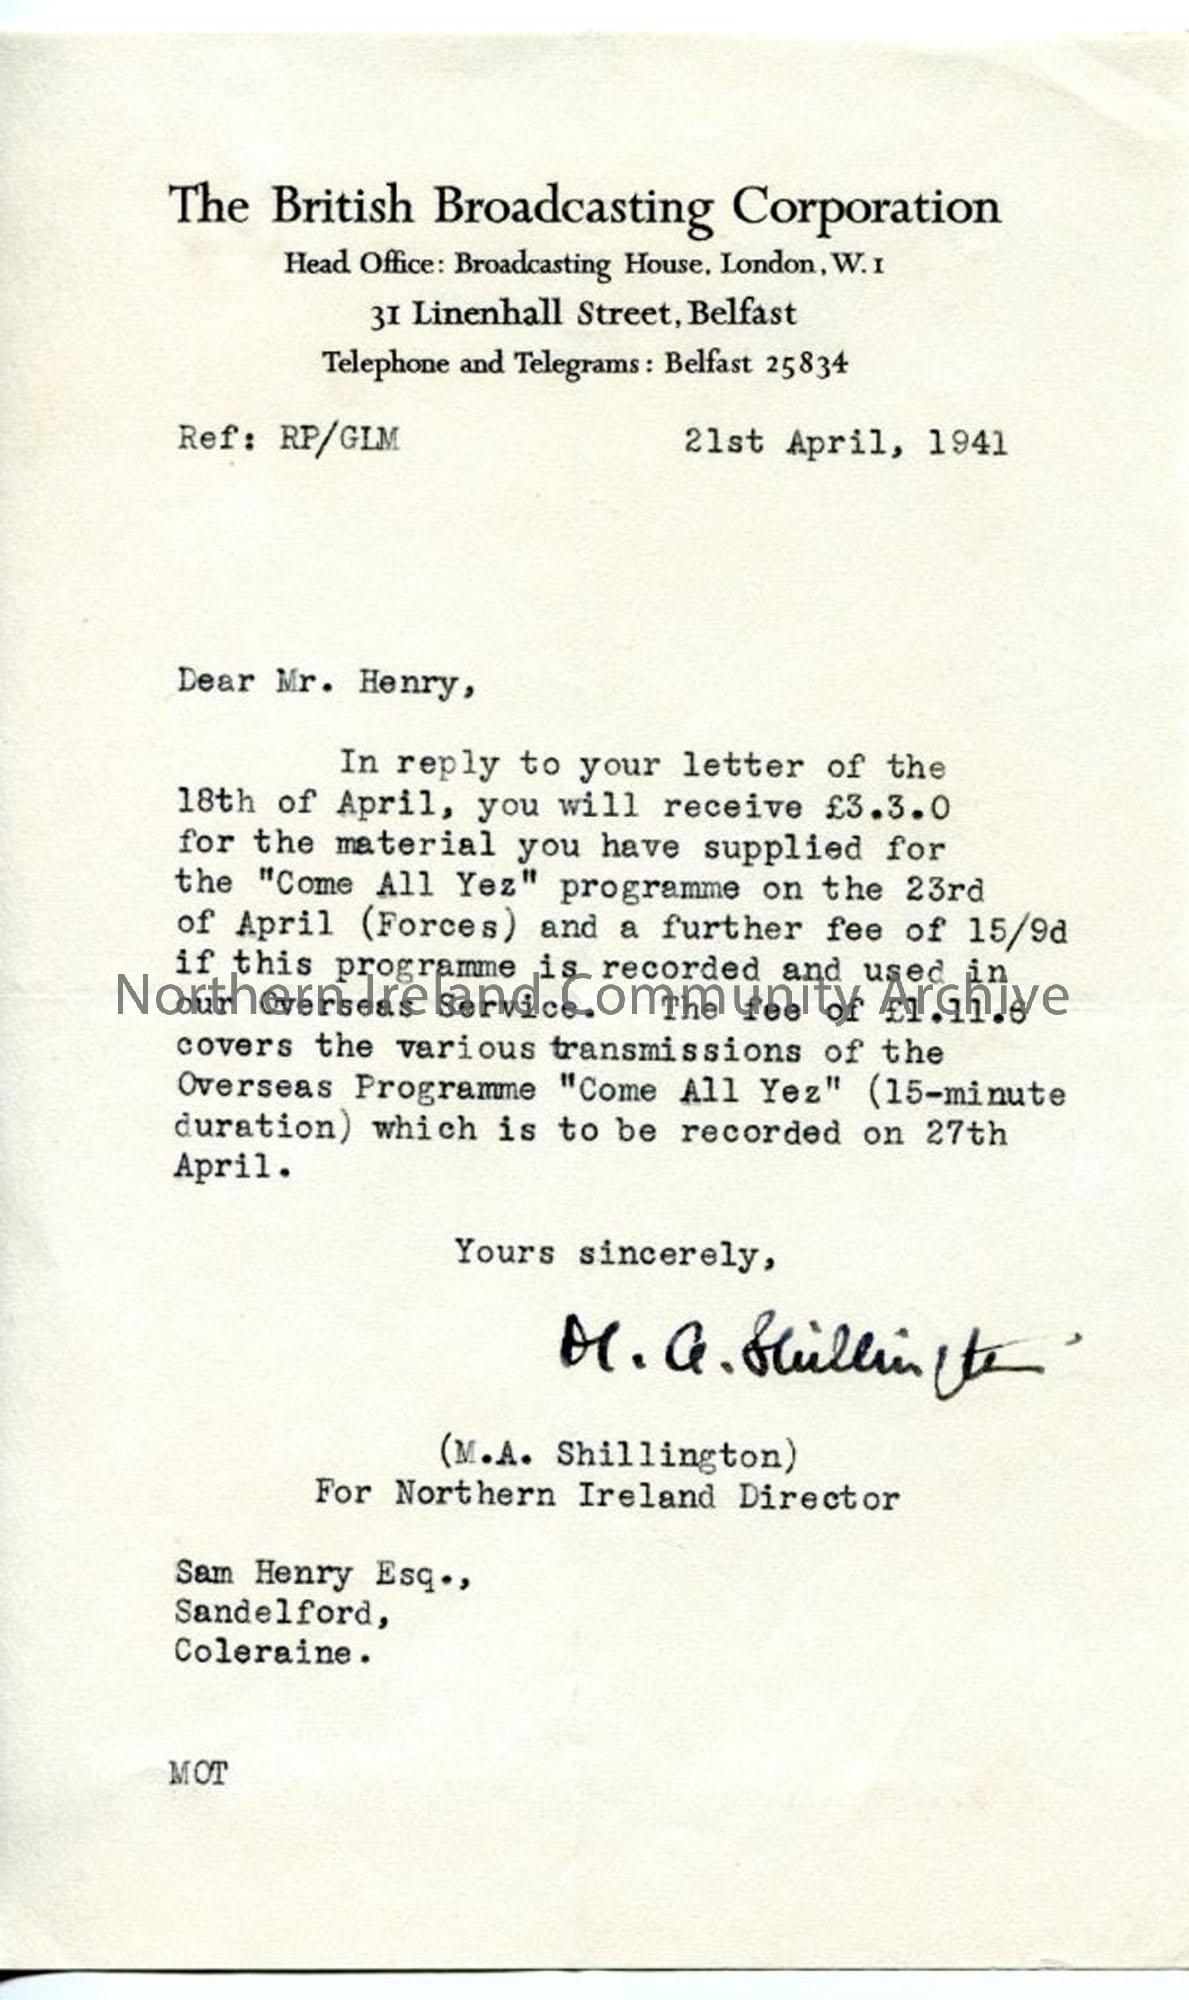 The British Broadcasting Corporation
Head Office: Broadcasting House, London, W.1
31 Linenhall Street, Belfast
Telephone and Telegrams: Belfast 25834
Ref: RP/GLM 21st April, 1941
Dear Mr. Henry,
In reply to your letter of the
18th of April, you will receive £3.3.0
for the material you have supplied for
the "Come All Yez" programme on the 23rd
of April (Forces) and a further fee of 15/9d
if this programme is recorded and used in
Northern Ireland Community Archive
our Overseas Service. The fee of £1.11.6
covers the various transmissions of the
Overseas Programme "Come All Yez" (15-minute
duration) which is to be recorded on 27th
April.
Yours sincerely,
M. A. Shillington
(M.A. Shillington)
For Northern Ireland Director
Sam Henry Esq.,
Sandelford,
Coleraine.
MOT